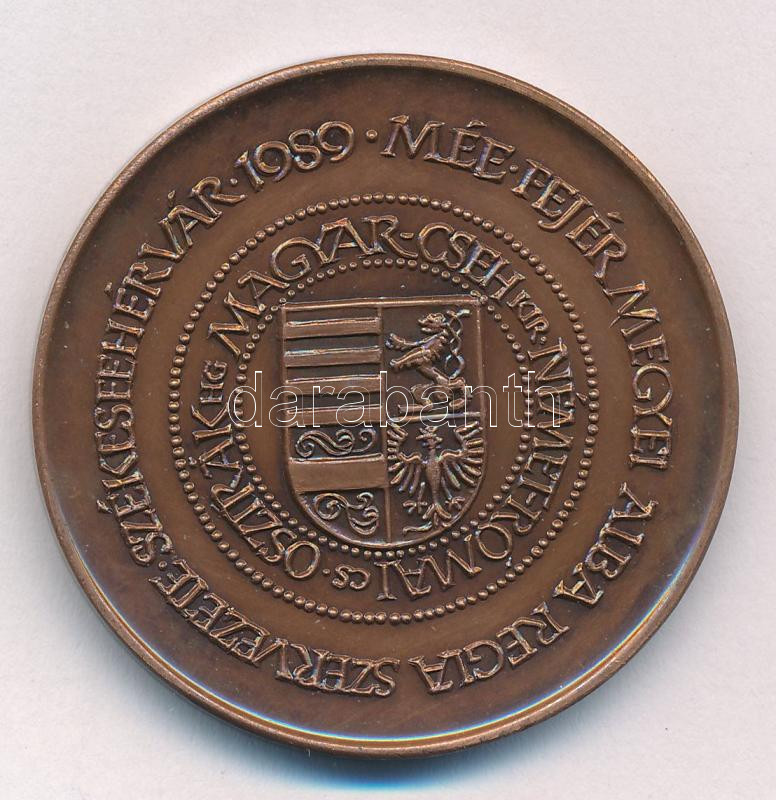 MÉE · FEJÉR MEGYEI ALBA REGIA SZERVEZETE · SZÉKESFEHÉRVÁR · 1989 ·
MAGYAR-CSEH KIR. NÉMET-RÓMAI CS. OSZTRÁK HG
darabanth